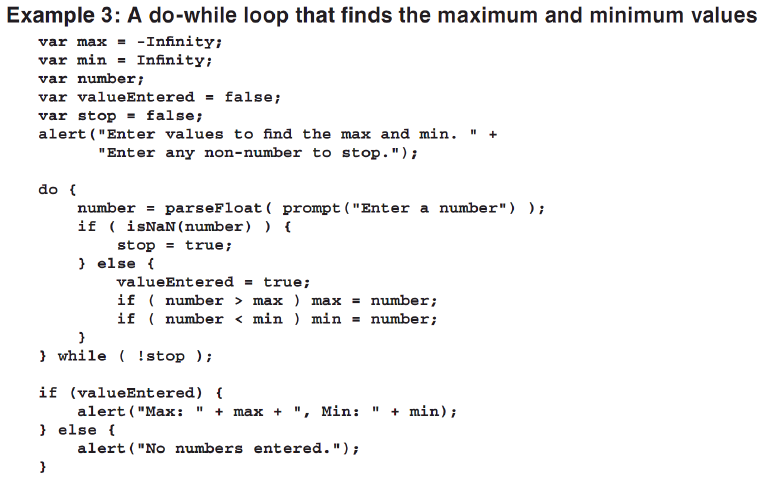 Example 3: A do-while loop that finds the maximum and minimum values
var max = -Infinity;
var min = Infinity;
var number;
var valueEntered = false;
var stop = false;
alert("Enter values to find the max and min. " +
      "Enter any non-number to stop.");

do {
    number = parseFloat( prompt("Enter a number") );
    if ( isNaN(number) ) {
        stop = true;
    } else {
        valueEntered = true;
        if ( number > max ) max = number;
        if ( number < min ) min = number;
    }
} while ( !stop );

if (valueEntered) {
    alert("Max: " + max + ", Min: " + min);
} else {
    alert("No numbers entered.");
}